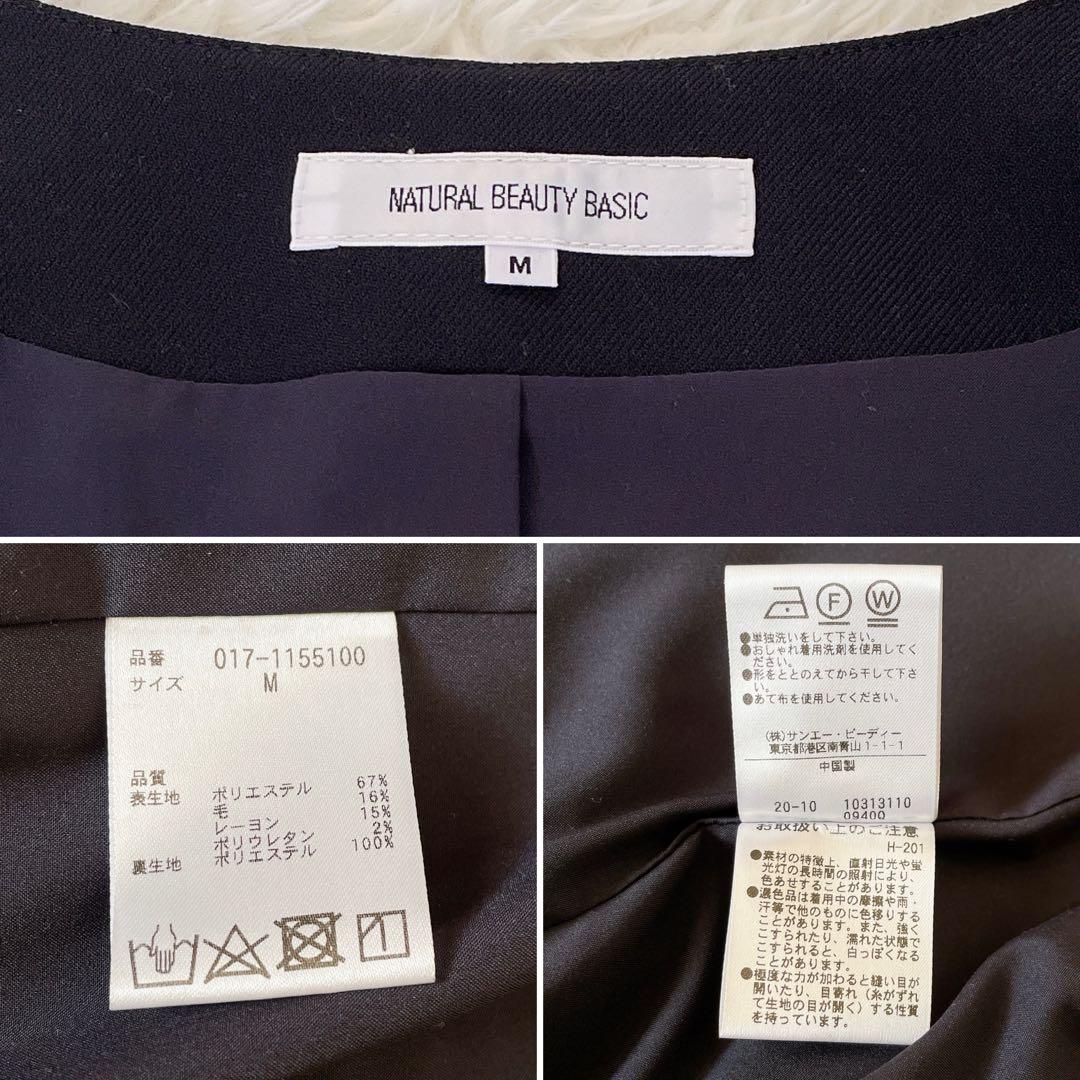 NATURAL BEAUTY BASIC
M
品番 017-1155100
サイズ M
品質
表生地 ポリエステル 67%
毛 16%
レーヨン 15%
ポリウレタン 2%
裏生地 ポリエステル 100%
F W
●単独洗いをして下さい。
●おしゃれ着用洗剤を使用してく
ださい。
●形をととのえてから干して下さ
い。
●あて布を使用してください。
(株)サンエー・ビーディー
東京都港区南青山1-1-1
中国製
20-10 10313110
09400
お取扱い上のご注意
H-201
●素材の特徴上、直射日光や蛍
光灯の長時間の照射により、
色あせすることがあります。
●濃色品は着用中の摩擦や雨・
汗等で他のものに色移りする
ことがあります。また、強く
こすられたり、濡れた状態で
こすられると、白っぽくなる
ことがあります。
●極度な力が加わると縫い目が
開いたり、目寄れ(糸がずれ
て生地の目が開く)する性質
を持っています。